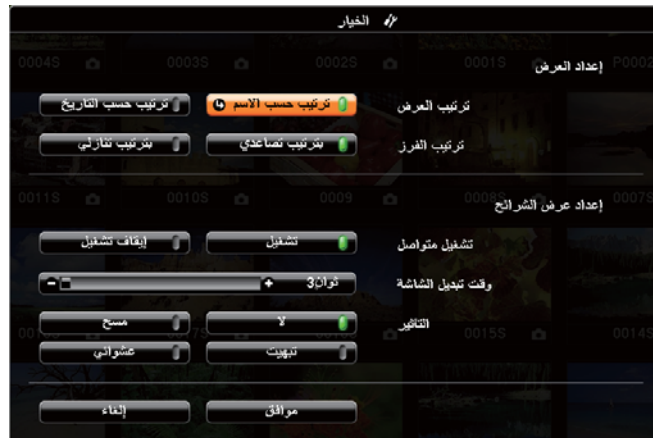 الخيار
إعداد العرض
0004S 0003S 0002S 0001S P0002
ترتيب العرض ترتيب حسب الاسم ترتيب حسب التاريخ
ترتيب الفرز بترتيب تصاعدي بترتيب تنازلي
0011S 0010S 0009 0008S 0007S
إعداد عرض الشرائح
تشغيل متواصل تشغيل إيقاف تشغيل
وقت تبديل الشاشة 3ثوان + -
التأثير لا مسح
0015S 0014S
تبهيت عشوائي
موافق إلغاء